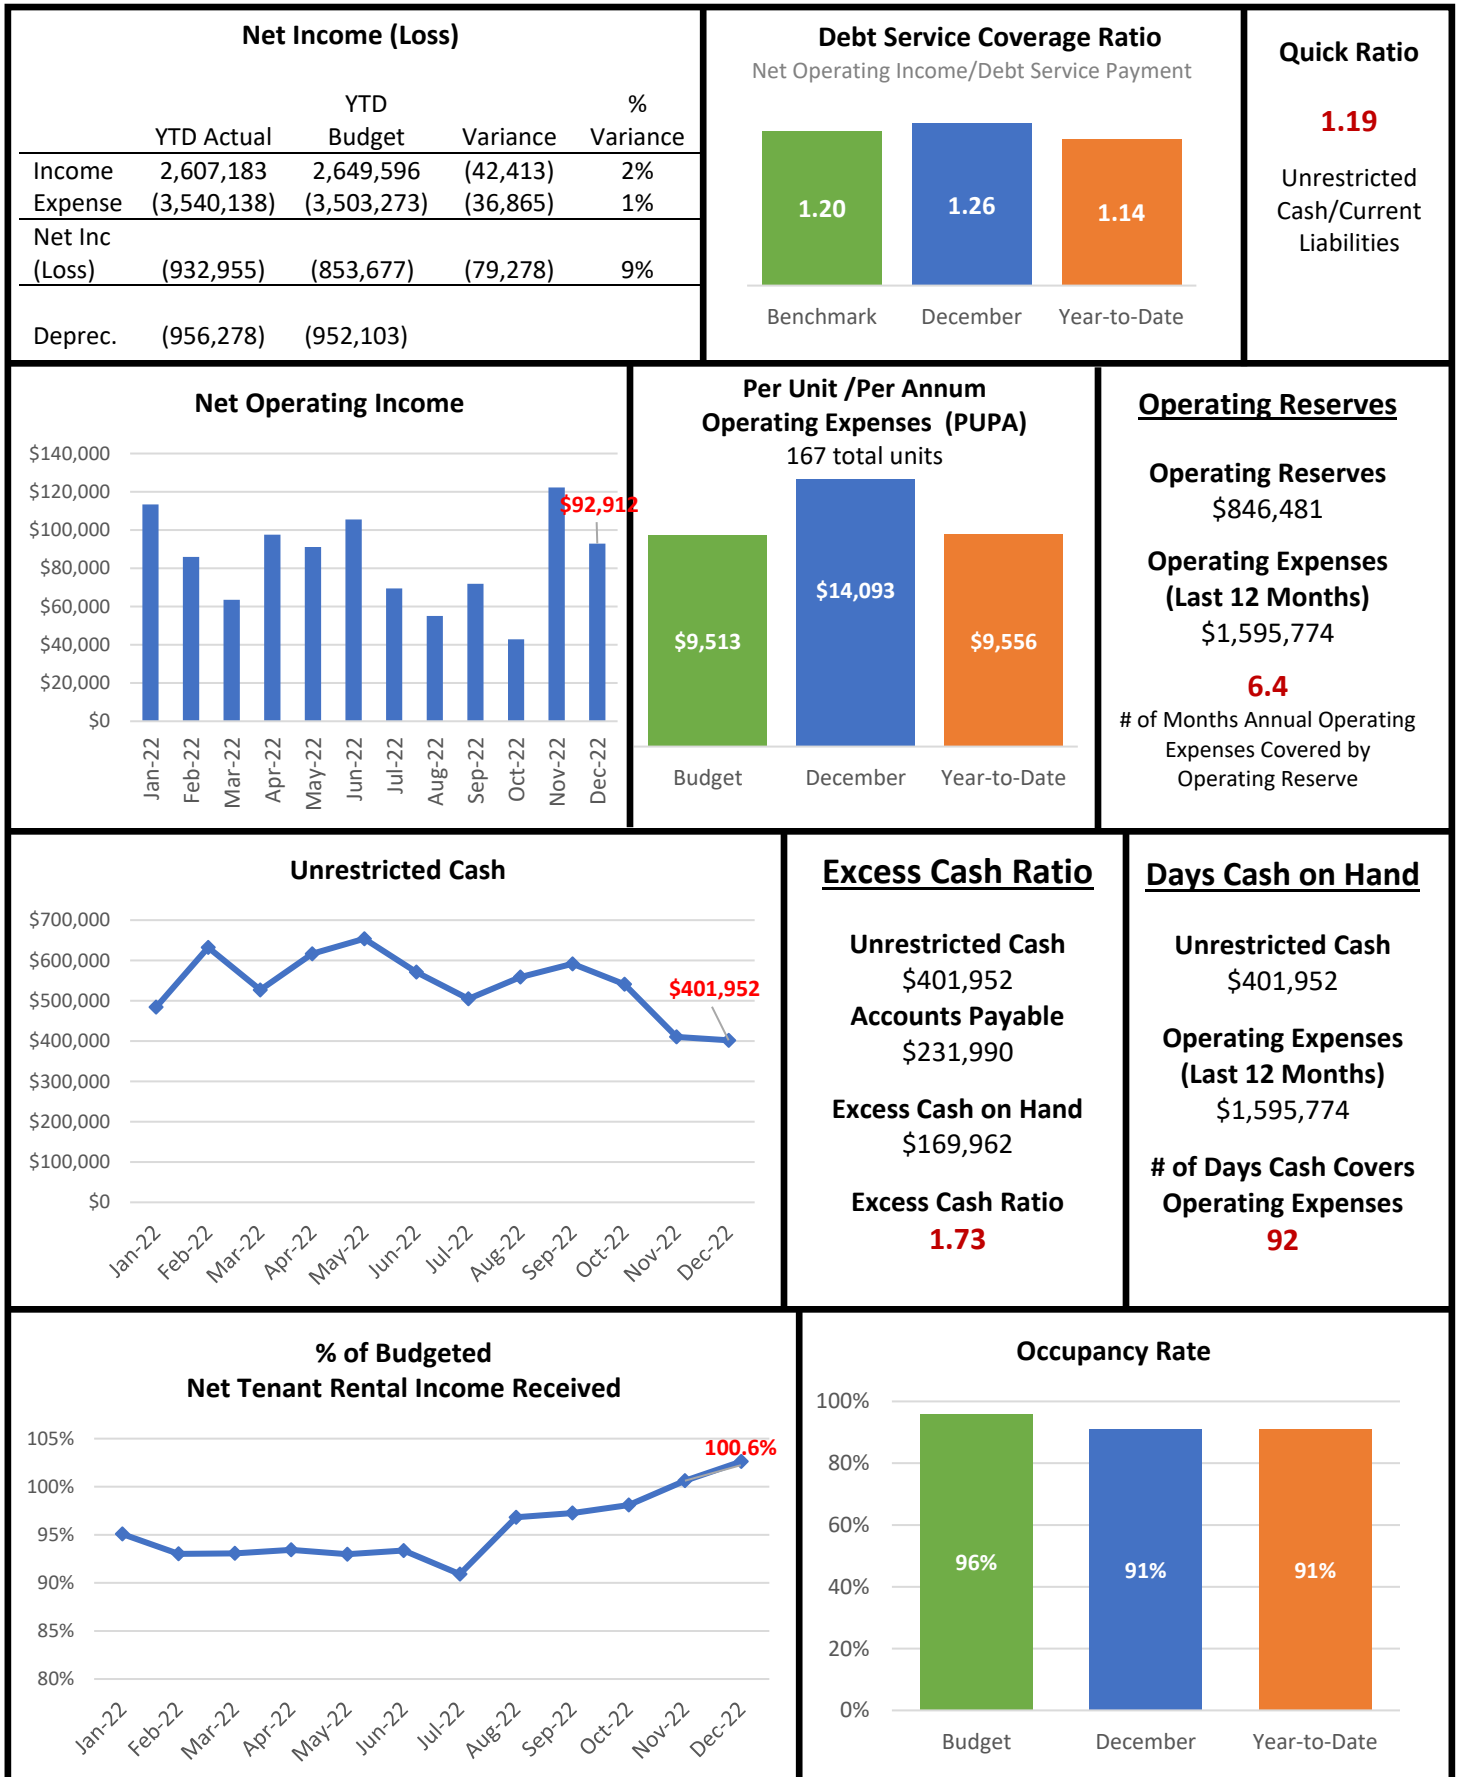 Net Income (Loss)
YTD Actual YTD Budget Variance % Variance
Income 2,607,183 2,649,596 (42,413) 2%
Expense (3,540,138) (3,503,273) (36,865) 1%
Net Inc
(Loss) (932,955) (853,677) (79,278) 9%
Deprec. (956,278) (952,103)
Debt Service Coverage Ratio
Net Operating Income/Debt Service Payment
1.20 1.26 1.14
Benchmark December Year-to-Date
Quick Ratio
1.19
Unrestricted
Cash/Current
Liabilities
Net Operating Income
$140,000
$120,000
$100,000
$80,000
$60,000
$40,000
$20,000
$0
$92,912
Jan-22 Feb-22 Mar-22 Apr-22 May-22 Jun-22 Jul-22 Aug-22 Sep-22 Oct-22 Nov-22 Dec-22
Per Unit /Per Annum
Operating Expenses (PUPA)
167 total units
$9,513 $14,093 $9,556
Budget December Year-to-Date
Operating Reserves
Operating Reserves
$846,481
Operating Expenses
(Last 12 Months)
$1,595,774
6.4
# of Months Annual Operating
Expenses Covered by
Operating Reserve
Unrestricted Cash
$700,000
$600,000
$500,000
$400,000
$300,000
$200,000
$100,000
$0
$401,952
Jan-22 Feb-22 Mar-22 Apr-22 May-22 Jun-22 Jul-22 Aug-22 Sep-22 Oct-22 Nov-22 Dec-22
Excess Cash Ratio
Unrestricted Cash
$401,952
Accounts Payable
$231,990
Excess Cash on Hand
$169,962
Excess Cash Ratio
1.73
Days Cash on Hand
Unrestricted Cash
$401,952
Operating Expenses
(Last 12 Months)
$1,595,774
# of Days Cash Covers
Operating Expenses
92
% of Budgeted
Net Tenant Rental Income Received
105%
100%
95%
90%
85%
80%
100.6%
Jan-22 Feb-22 Mar-22 Apr-22 May-22 Jun-22 Jul-22 Aug-22 Sep-22 Oct-22 Nov-22 Dec-22
Occupancy Rate
100%
80%
60%
40%
20%
0%
96% 91% 91%
Budget December Year-to-Date